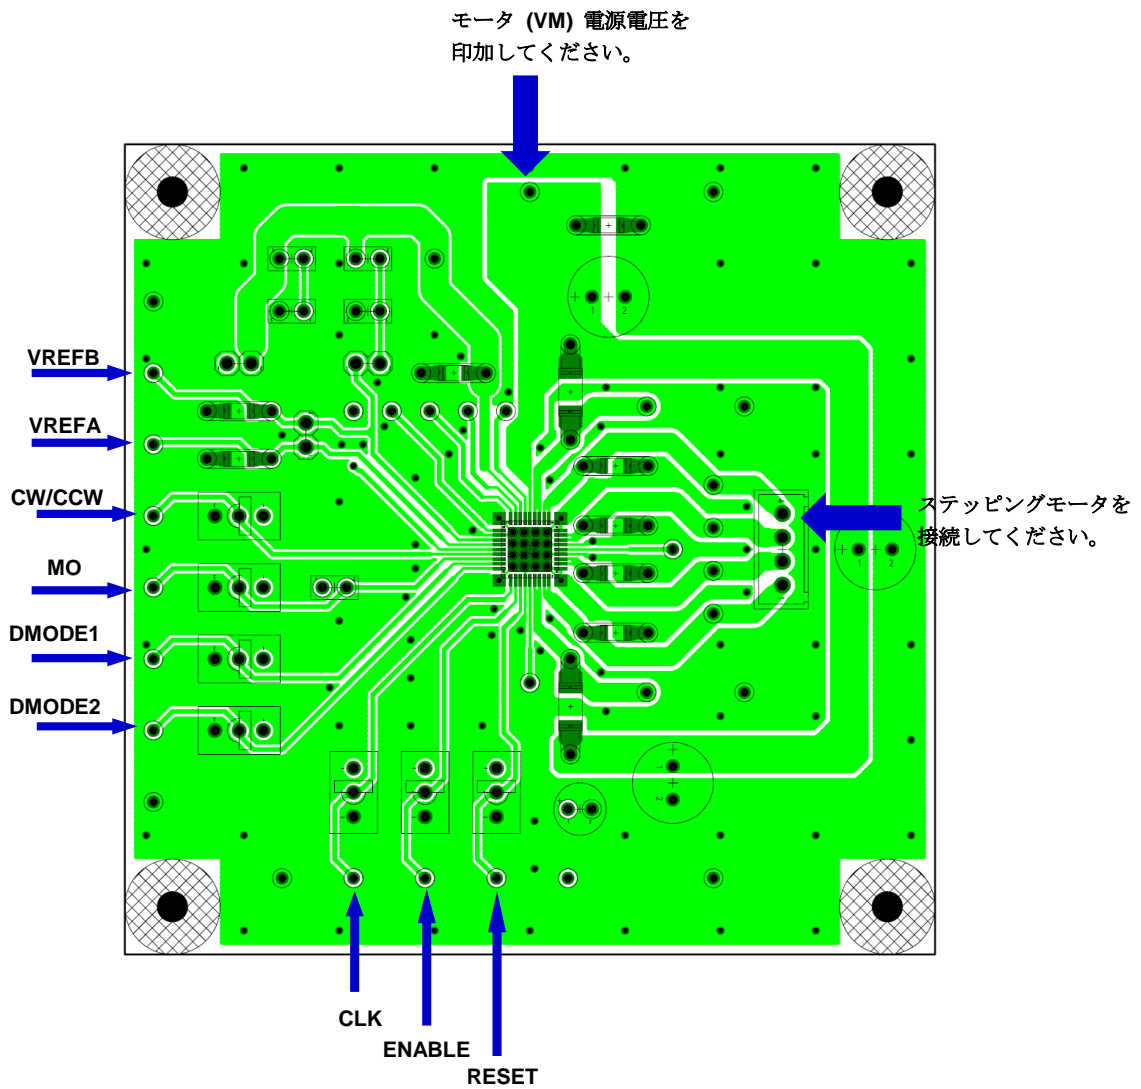 モータ (VM) 電源電圧を
印加してください。
VREFB
VREFA
CW/CCW
MO
DMODE1
DMODE2
ステッピングモータを
接続してください。
CLK
ENABLE
RESET